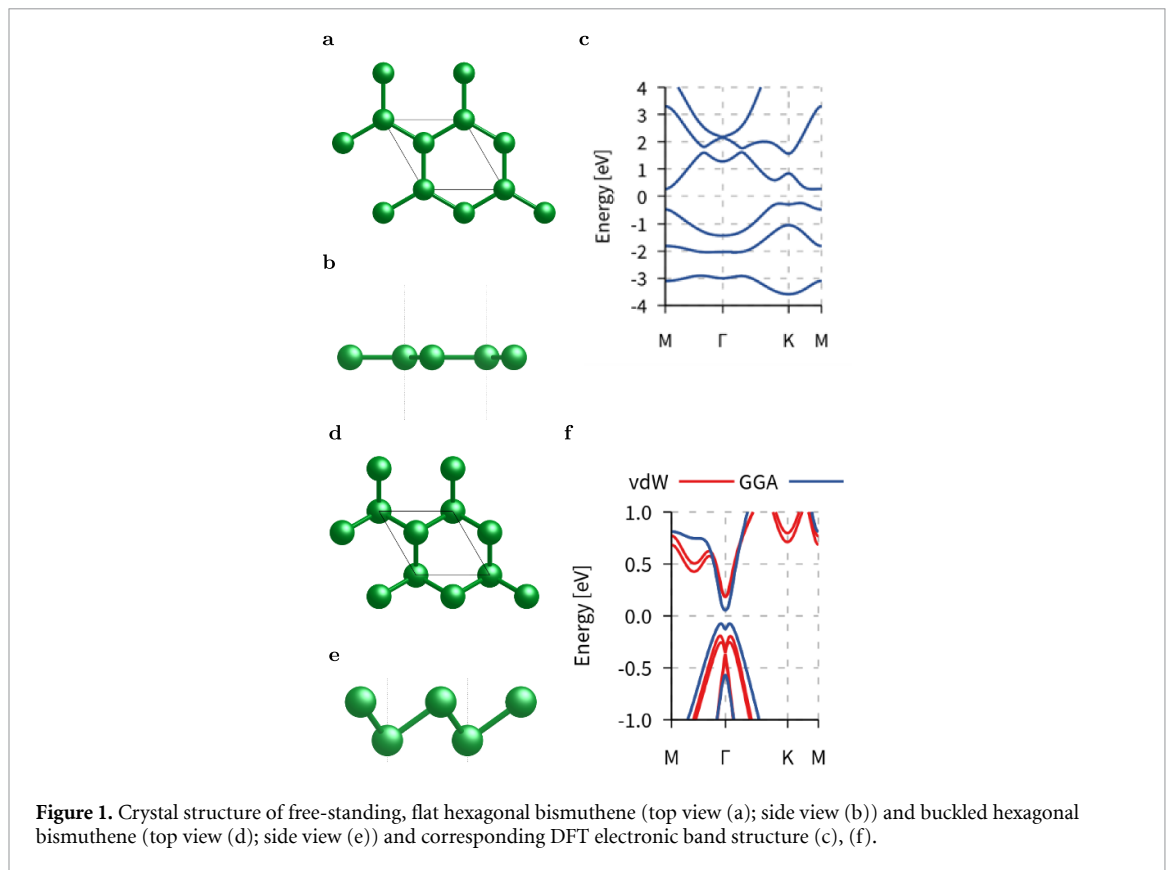 a
c
4
3
2
1
0
-1
-2
-3
-4
Energy [eV]
M Γ K M
b
d
f
vdW GGA
1.0
0.5
0.0
-0.5
-1.0
Energy [eV]
M Γ K M
e
Figure 1. Crystal structure of free-standing, flat hexagonal bismuthene (top view (a); side view (b)) and buckled hexagonal
bismuthene (top view (d); side view (e)) and corresponding DFT electronic band structure (c), (f).